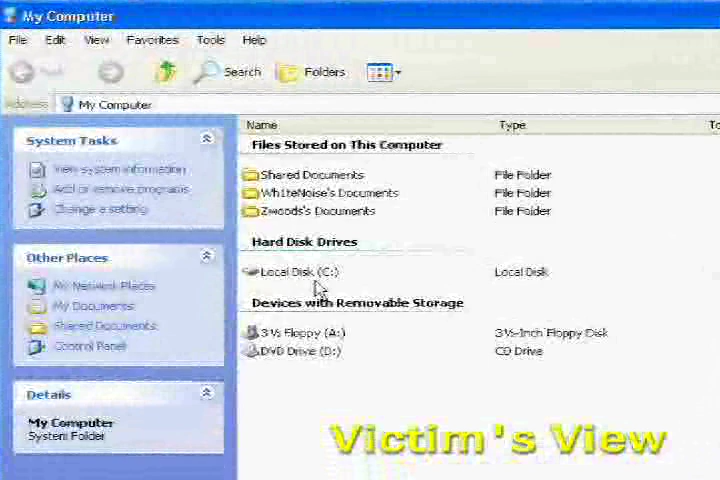 My Computer
File Edit View Favorites Tools Help
Search Folders
Address My Computer
Name Type
System Tasks
View system information
Add or remove programs
Change a setting
Other Places
My Network Places
My Documents
Shared Documents
Control Panel
Details
My Computer
System Folder
Files Stored on This Computer
Shared Documents File Folder
Wh1teNoise's Documents File Folder
Zwoods's Documents File Folder
Hard Disk Drives
Local Disk (C:) Local Disk
Devices with Removable Storage
3½ Floppy (A:) 3½-Inch Floppy Disk
DVD Drive (D:) CD Drive
Victim's View